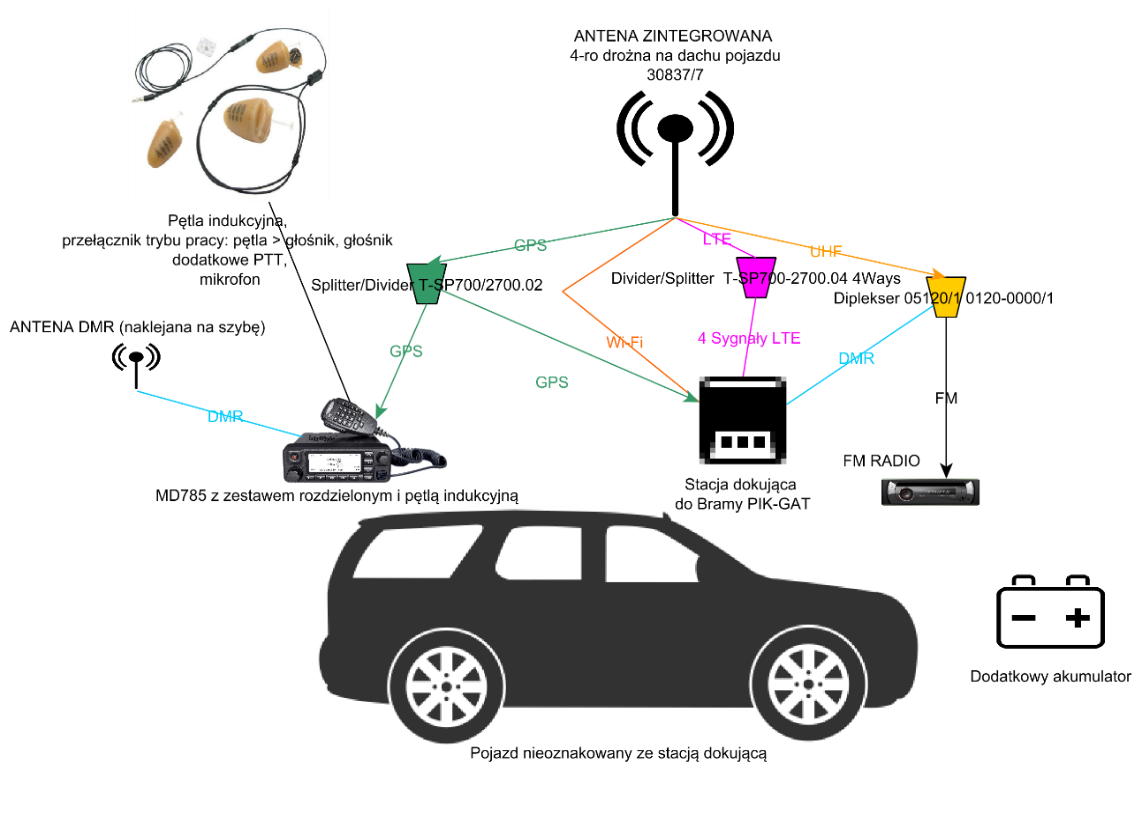 ANTENA ZINTEGROWANA
4-ro drożna na dachu pojazdu
30837/7
Pętla indukcyjna,
przełącznik trybu pracy: pętla > głośnik, głośnik
dodatkowe PTT,
mikrofon
GPS
LTE
UHF
Splitter/Divider T-SP700/2700.02
Divider/Splitter T-SP700-2700.04 4Ways
Diplekser 05120/1 0120-0000/1
ANTENA DMR (naklejana na szybę)
GPS
Wi-Fi
4 Sygnały LTE
DMR
GPS
FM
DMR
FM RADIO
MD785 z zestawem rozdzielonym i pętlą indukcyjną
Stacja dokująca
do Bramy PIK-GAT
Dodatkowy akumulator
Pojazd nieoznakowany ze stacją dokującą